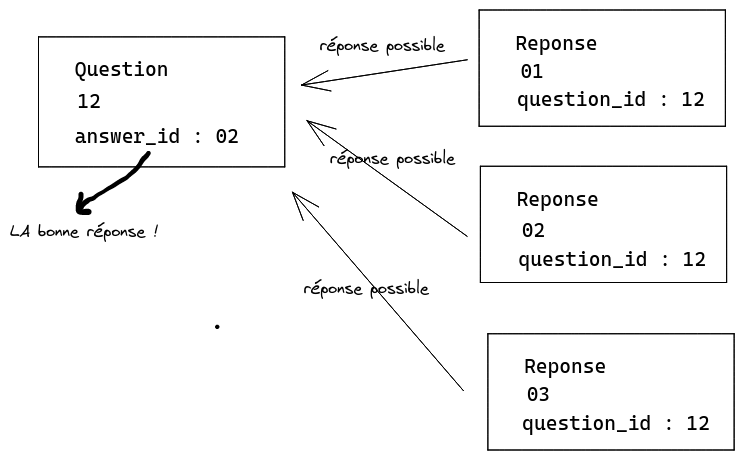 Question
12
answer_id : 02
LA bonne réponse !
réponse possible
réponse possible
réponse possible
Reponse
01
question_id : 12
Reponse
02
question_id : 12
Reponse
03
question_id : 12